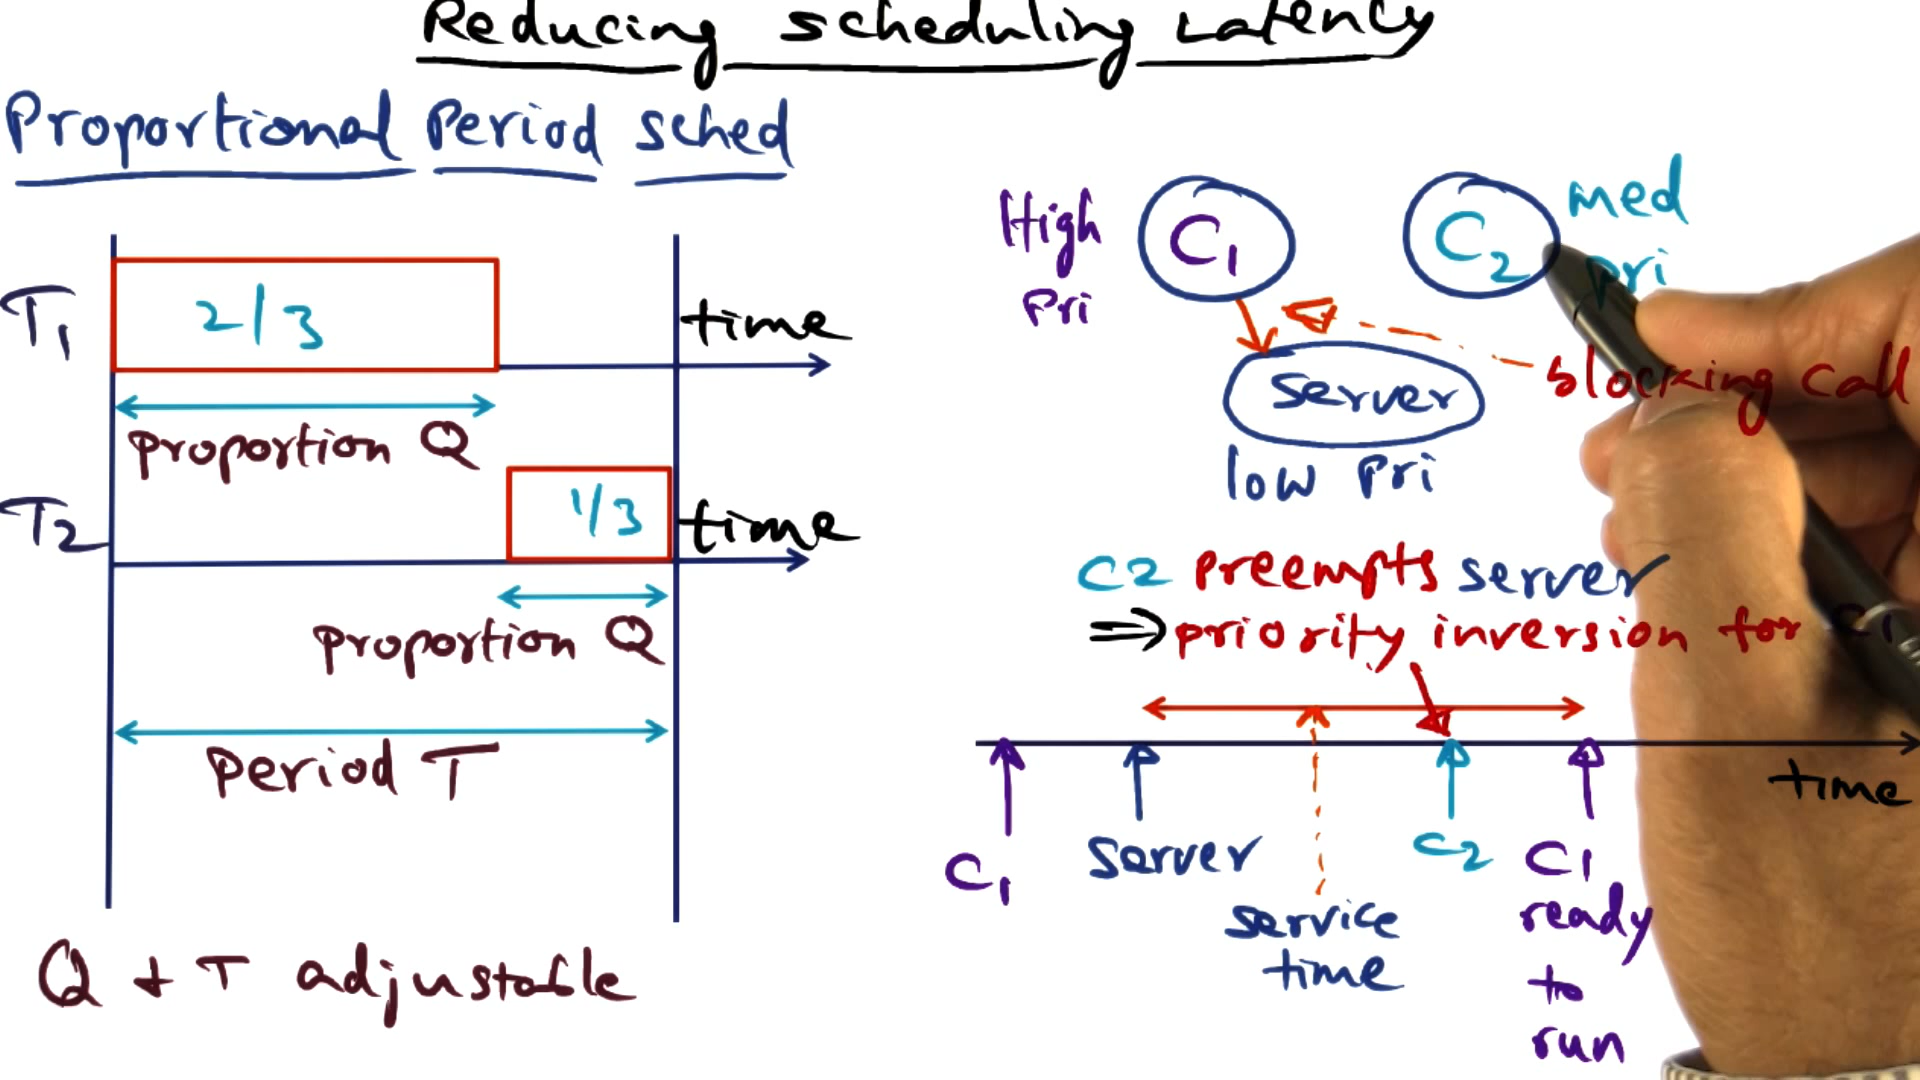 Reducing scheduling Latency
Proportional Period sched
T1
2/3
time
proportion Q
T2
1/3
time
proportion Q
Period T
Q + T adjustable
High
Pri
C1
C2
med
pri
blocking call
server
low Pri
C2 preempts server
⇒ priority inversion for C1
time
C1
server
service
time
C2
C1
ready
to
run